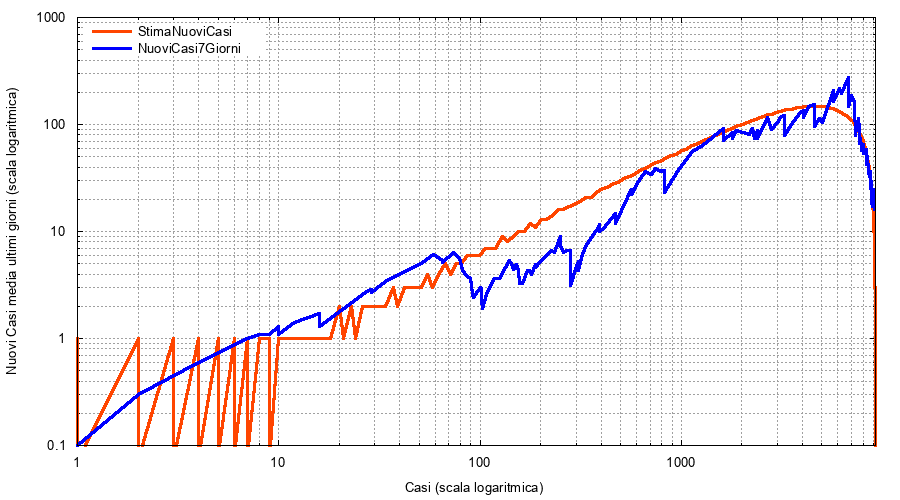 1000
StimaNuoviCasi
NuoviCasi7Giorni
100
10
1
0.1
Nuovi Casi media ultimi giorni (scala logaritmica)
1 10 100 1000
Casi (scala logaritmica)